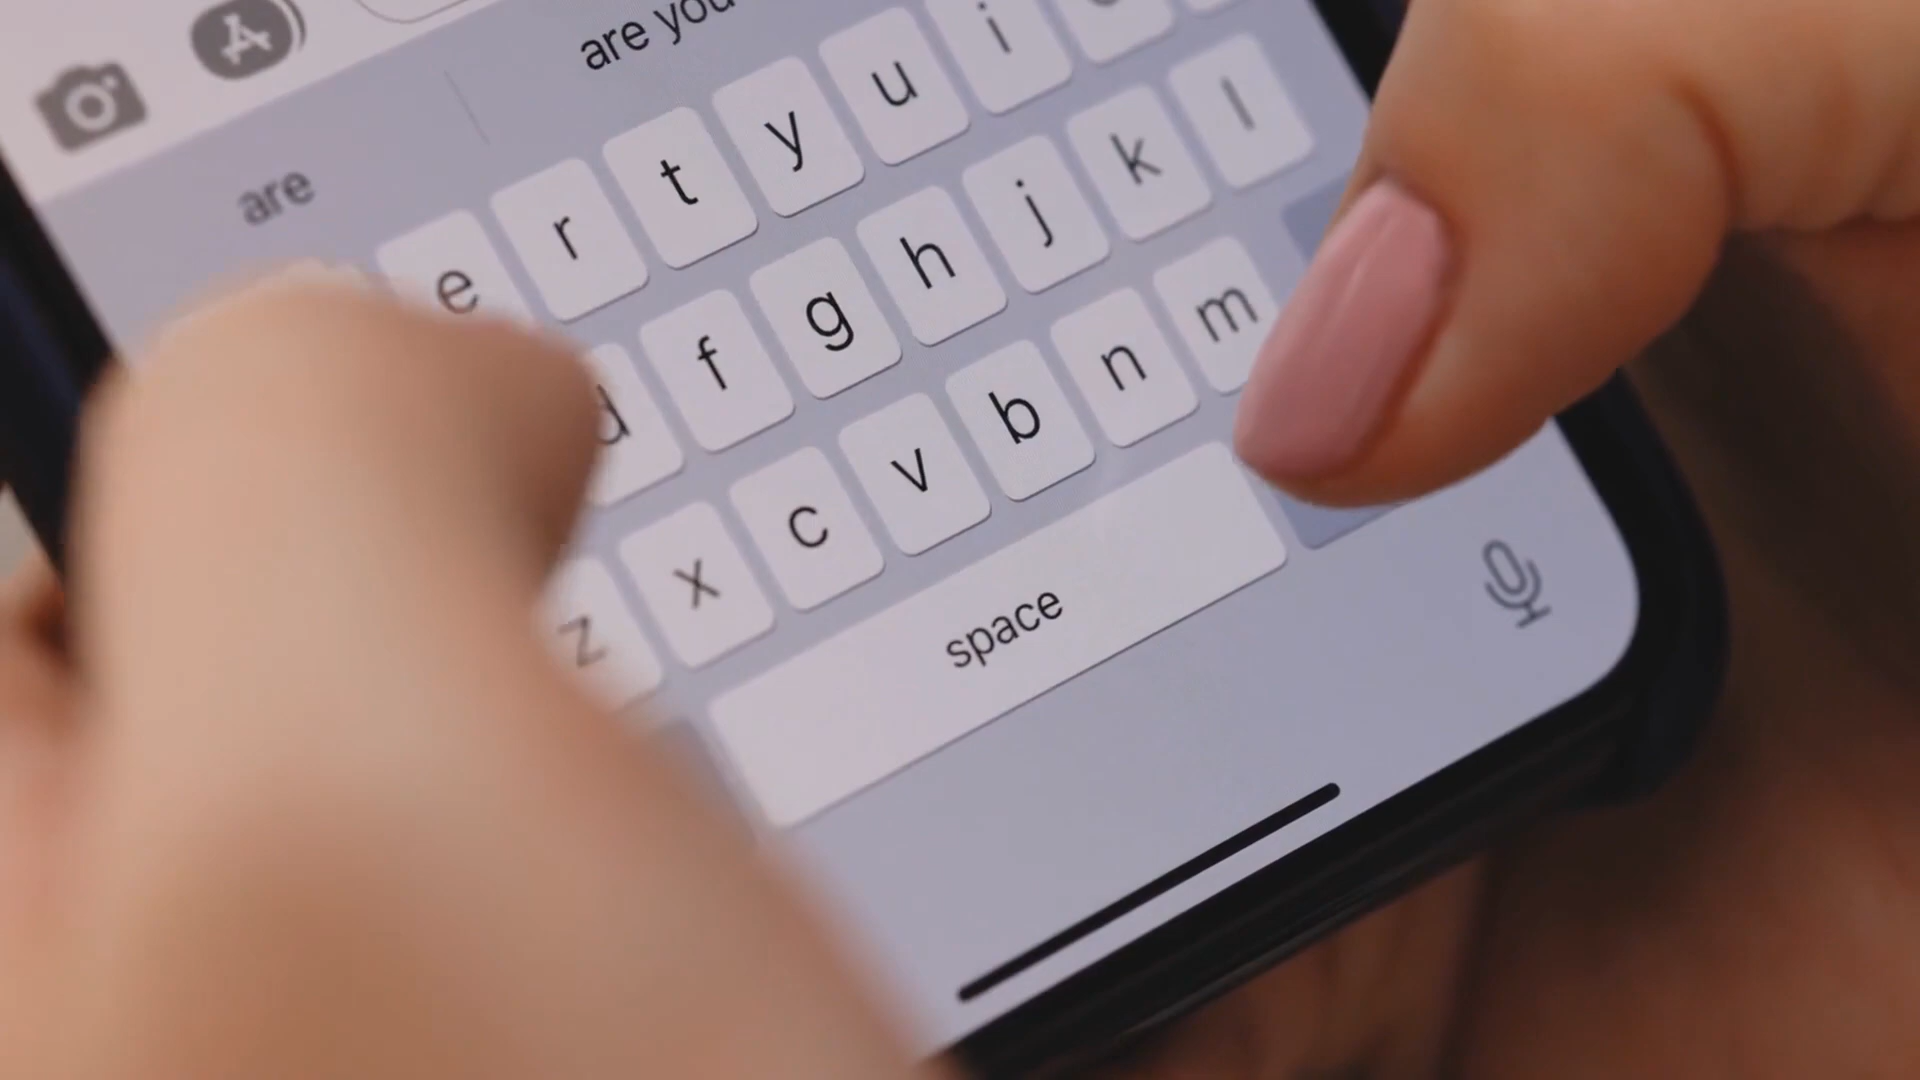 are are you
e r t y u i
d f g h j k l
z x c v b n m
space